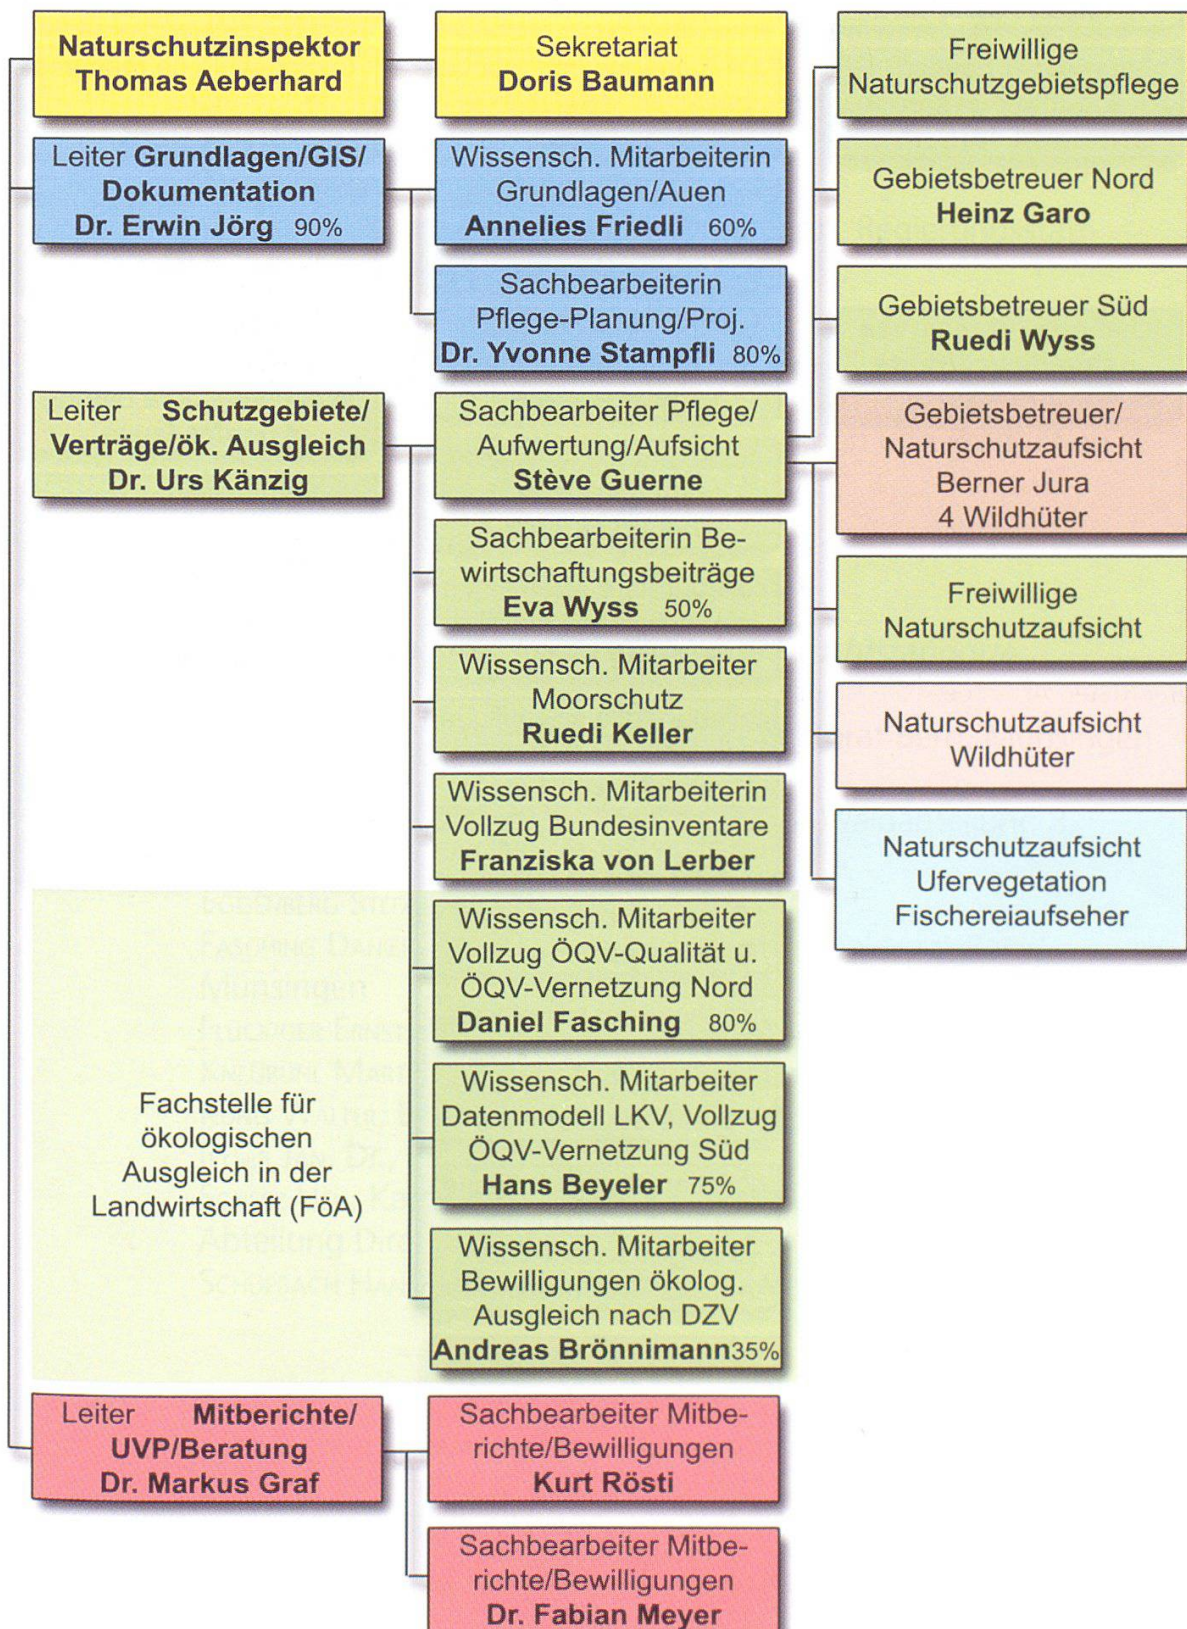 Naturschutzinspektor
Thomas Aeberhard
Sekretariat
Doris Baumann
Leiter Grundlagen/GIS/
Dokumentation
Dr. Erwin Jörg 90%
Wissensch. Mitarbeiterin
Grundlagen/Auen
Annelies Friedli 60%
Sachbearbeiterin
Pflege-Planung/Proj.
Dr. Yvonne Stampfli 80%
Leiter Schutzgebiete/
Verträge/ök. Ausgleich
Dr. Urs Känzig
Sachbearbeiter Pflege/
Aufwertung/Aufsicht
Stève Guerne
Sachbearbeiterin Be-
wirtschaftungsbeiträge
Eva Wyss 50%
Wissensch. Mitarbeiter
Moorschutz
Ruedi Keller
Wissensch. Mitarbeiterin
Vollzug Bundesinventare
Franziska von Lerber
Fachstelle für
ökologischen
Ausgleich in der
Landwirtschaft (FöA)
Wissensch. Mitarbeiter
Vollzug ÖQV-Qualität u.
ÖQV-Vernetzung Nord
Daniel Fasching 80%
Wissensch. Mitarbeiter
Datenmodell LKV, Vollzug
ÖQV-Vernetzung Süd
Hans Beyeler 75%
Wissensch. Mitarbeiter
Bewilligungen ökolog.
Ausgleich nach DZV
Andreas Brönnimann35%
Leiter Mitberichte/
UVP/Beratung
Dr. Markus Graf
Sachbearbeiter Mitbe-
richte/Bewilligungen
Kurt Rösti
Sachbearbeiter Mitbe-
richte/Bewilligungen
Dr. Fabian Meyer
Freiwillige
Naturschutzgebietspflege
Gebietsbetreuer Nord
Heinz Garo
Gebietsbetreuer Süd
Ruedi Wyss
Gebietsbetreuer/
Naturschutzaufsicht
Berner Jura
4 Wildhüter
Freiwillige
Naturschutzaufsicht
Naturschutzaufsicht
Wildhüter
Naturschutzaufsicht
Ufervegetation
Fischereiaufseher